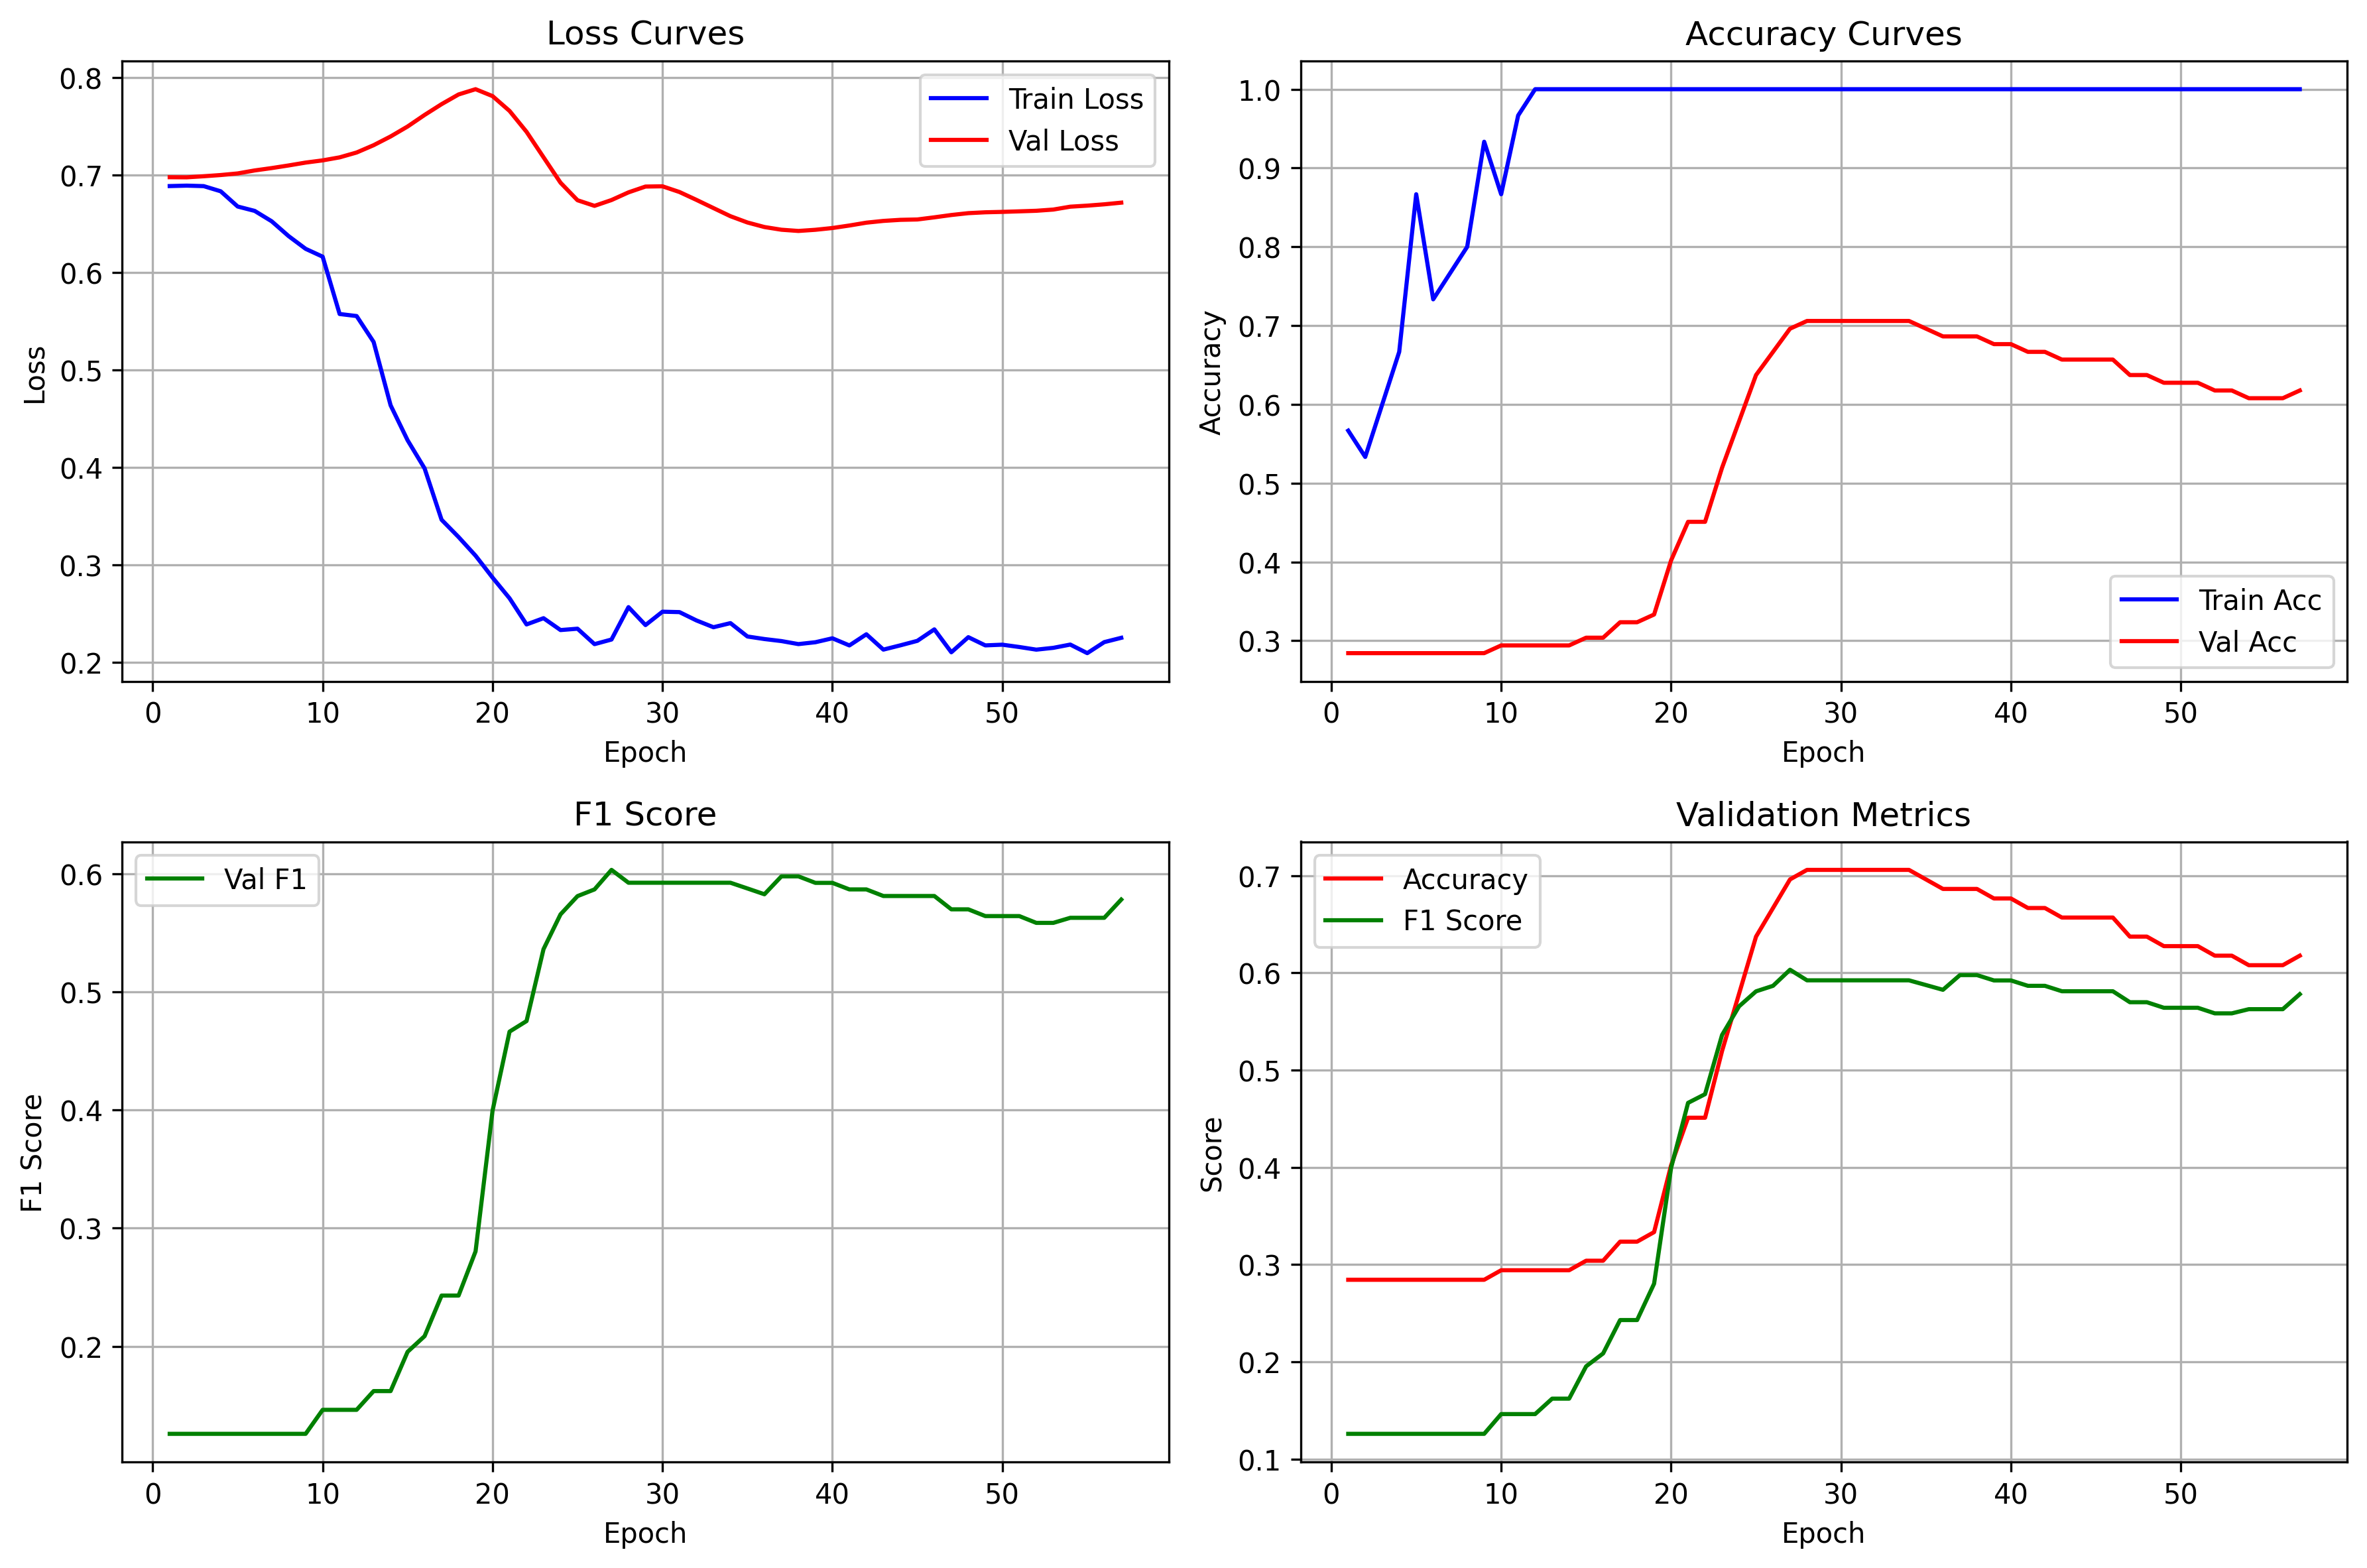 Loss Curves
0.8
0.7
0.6
0.5
0.4
0.3
0.2
Loss
Train Loss
Val Loss
0 10 20 30 40 50
Epoch
Accuracy Curves
1.0
0.9
0.8
0.7
0.6
0.5
0.4
0.3
Accuracy
Train Acc
Val Acc
0 10 20 30 40 50
Epoch
F1 Score
0.6
0.5
0.4
0.3
0.2
F1 Score
Val F1
0 10 20 30 40 50
Epoch
Validation Metrics
0.7
0.6
0.5
0.4
0.3
0.2
0.1
Score
Accuracy
F1 Score
0 10 20 30 40 50
Epoch